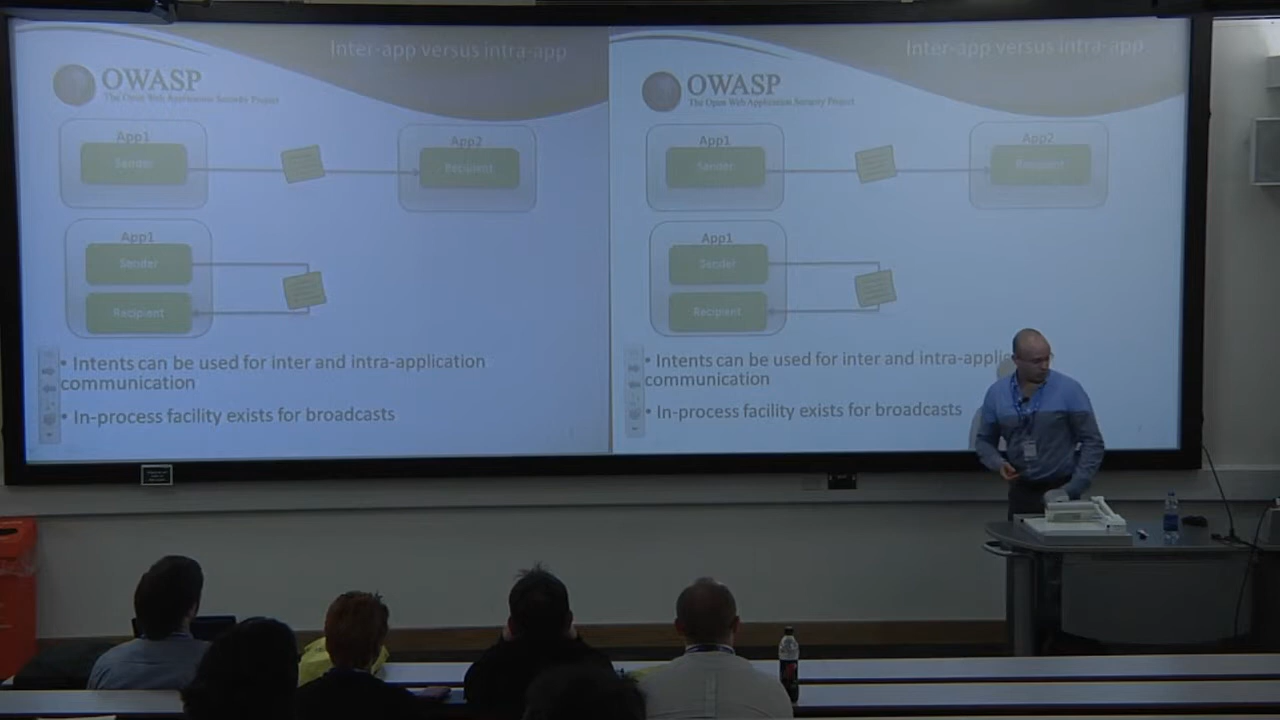 Inter-app versus intra-app
OWASP
The Open Web Application Security Project
App1
Sender
App2
Recipient
App1
Sender
Recipient
• Intents can be used for inter and intra-application
communication
• In-process facility exists for broadcasts
Inter-app versus intra-app
OWASP
The Open Web Application Security Project
App1
Sender
App2
Recipient
App1
Sender
Recipient
• Intents can be used for inter and intra-applic
communication
• In-process facility exists for broadcasts